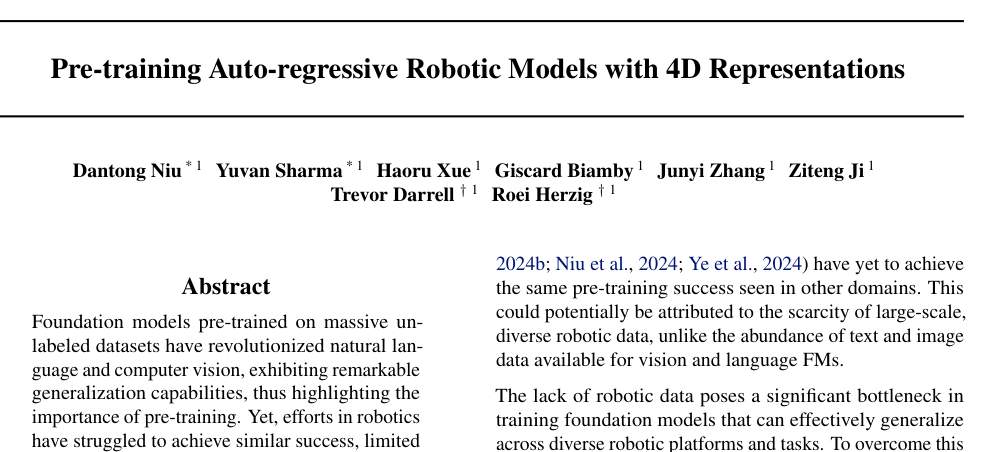 Pre-training Auto-regressive Robotic Models with 4D Representations
Dantong Niu * 1 Yuvan Sharma * 1 Haoru Xue 1 Giscard Biamby 1 Junyi Zhang 1 Ziteng Ji 1
Trevor Darrell † 1 Roei Herzig † 1
Abstract
Foundation models pre-trained on massive un-
labeled datasets have revolutionized natural lan-
guage and computer vision, exhibiting remarkable
generalization capabilities, thus highlighting the
importance of pre-training. Yet, efforts in robotics
have struggled to achieve similar success, limited
2024b; Niu et al., 2024; Ye et al., 2024) have yet to achieve
the same pre-training success seen in other domains. This
could potentially be attributed to the scarcity of large-scale,
diverse robotic data, unlike the abundance of text and image
data available for vision and language FMs.
The lack of robotic data poses a significant bottleneck in
training foundation models that can effectively generalize
across diverse robotic platforms and tasks. To overcome this